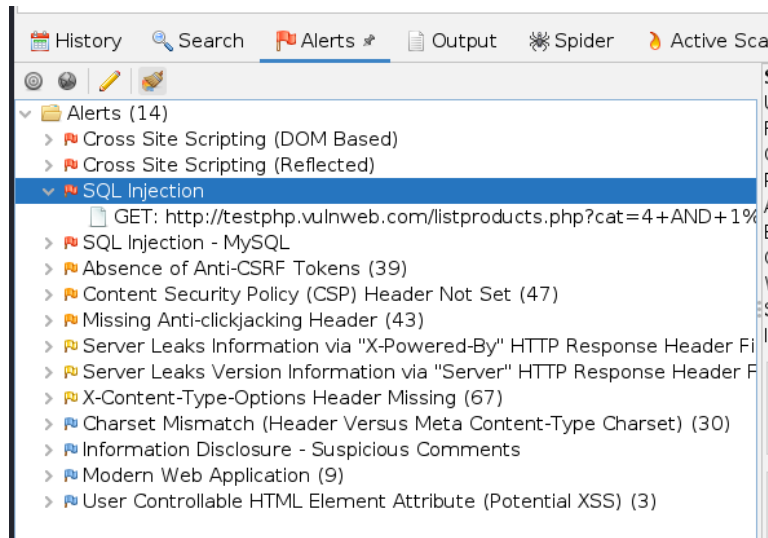 History Search Alerts Output Spider Active Sca
Alerts (14)
Cross Site Scripting (DOM Based)
Cross Site Scripting (Reflected)
SQL Injection
GET: http://testphp.vulnweb.com/listproducts.php?cat=4+AND+1%
SQL Injection - MySQL
Absence of Anti-CSRF Tokens (39)
Content Security Policy (CSP) Header Not Set (47)
Missing Anti-clickjacking Header (43)
Server Leaks Information via "X-Powered-By" HTTP Response Header Fi
Server Leaks Version Information via "Server" HTTP Response Header F
X-Content-Type-Options Header Missing (67)
Charset Mismatch (Header Versus Meta Content-Type Charset) (30)
Information Disclosure - Suspicious Comments
Modern Web Application (9)
User Controllable HTML Element Attribute (Potential XSS) (3)